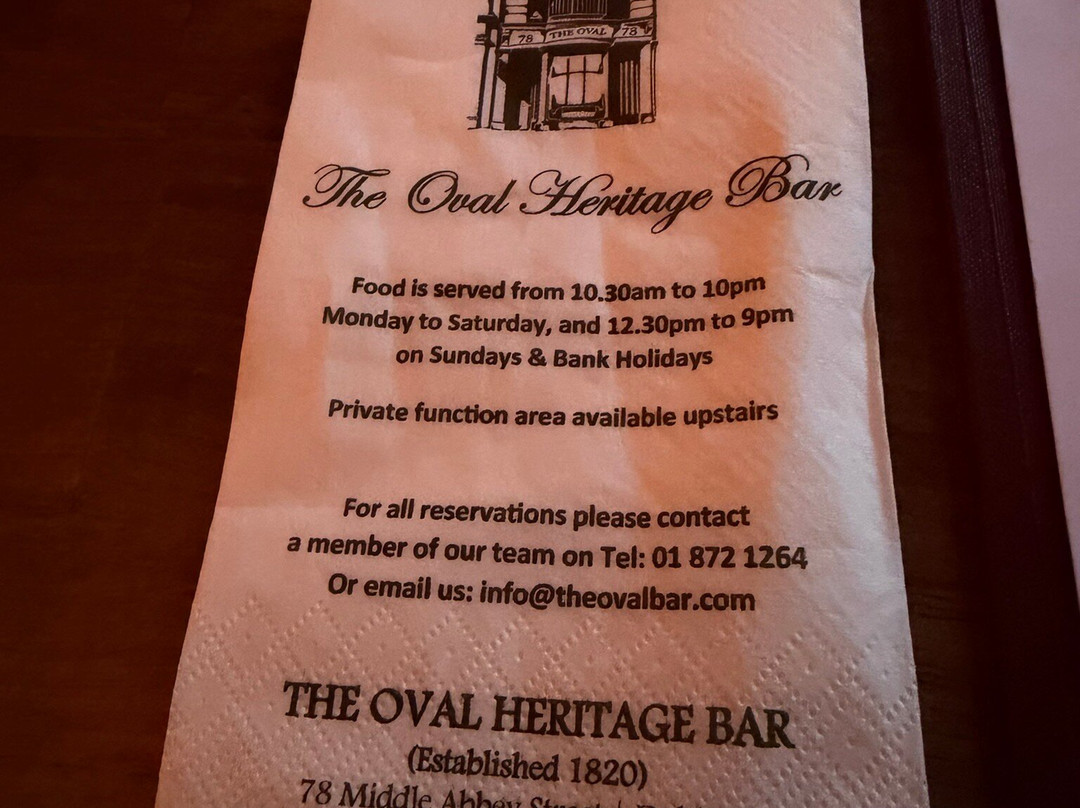 78 THE OVAL 78
The Oval Heritage Bar
Food is served from 10.30am to 10pm
Monday to Saturday, and 12.30pm to 9pm
on Sundays & Bank Holidays
Private function area available upstairs
For all reservations please contact
a member of our team on Tel: 01 872 1264
Or email us: info@theovalbar.com
THE OVAL HERITAGE BAR
(Established 1820)
78 Middle Abbey Street